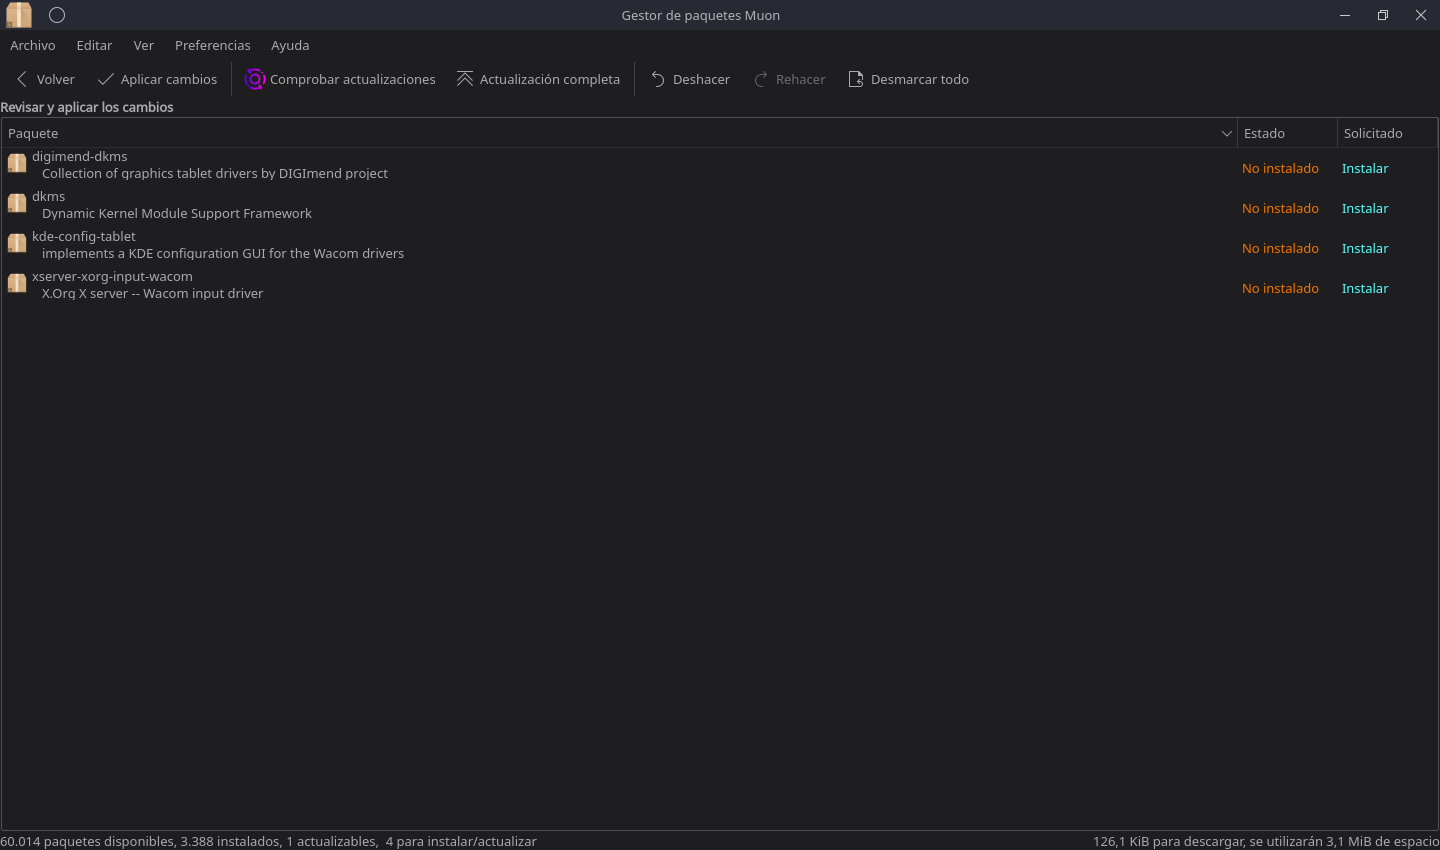 Gestor de paquetes Muon
Archivo Editar Ver Preferencias Ayuda
Volver Aplicar cambios Comprobar actualizaciones Actualización completa Deshacer Rehacer Desmarcar todo
Revisar y aplicar los cambios
Paquete Estado Solicitado
digimend-dkms
Collection of graphics tablet drivers by DIGImend project No instalado Instalar
dkms
Dynamic Kernel Module Support Framework No instalado Instalar
kde-config-tablet
implements a KDE configuration GUI for the Wacom drivers No instalado Instalar
xserver-xorg-input-wacom
X.Org X server -- Wacom input driver No instalado Instalar
60.014 paquetes disponibles, 3.388 instalados, 1 actualizables,  4 para instalar/actualizar 126,1 KiB para descargar, se utilizarán 3,1 MiB de espacio